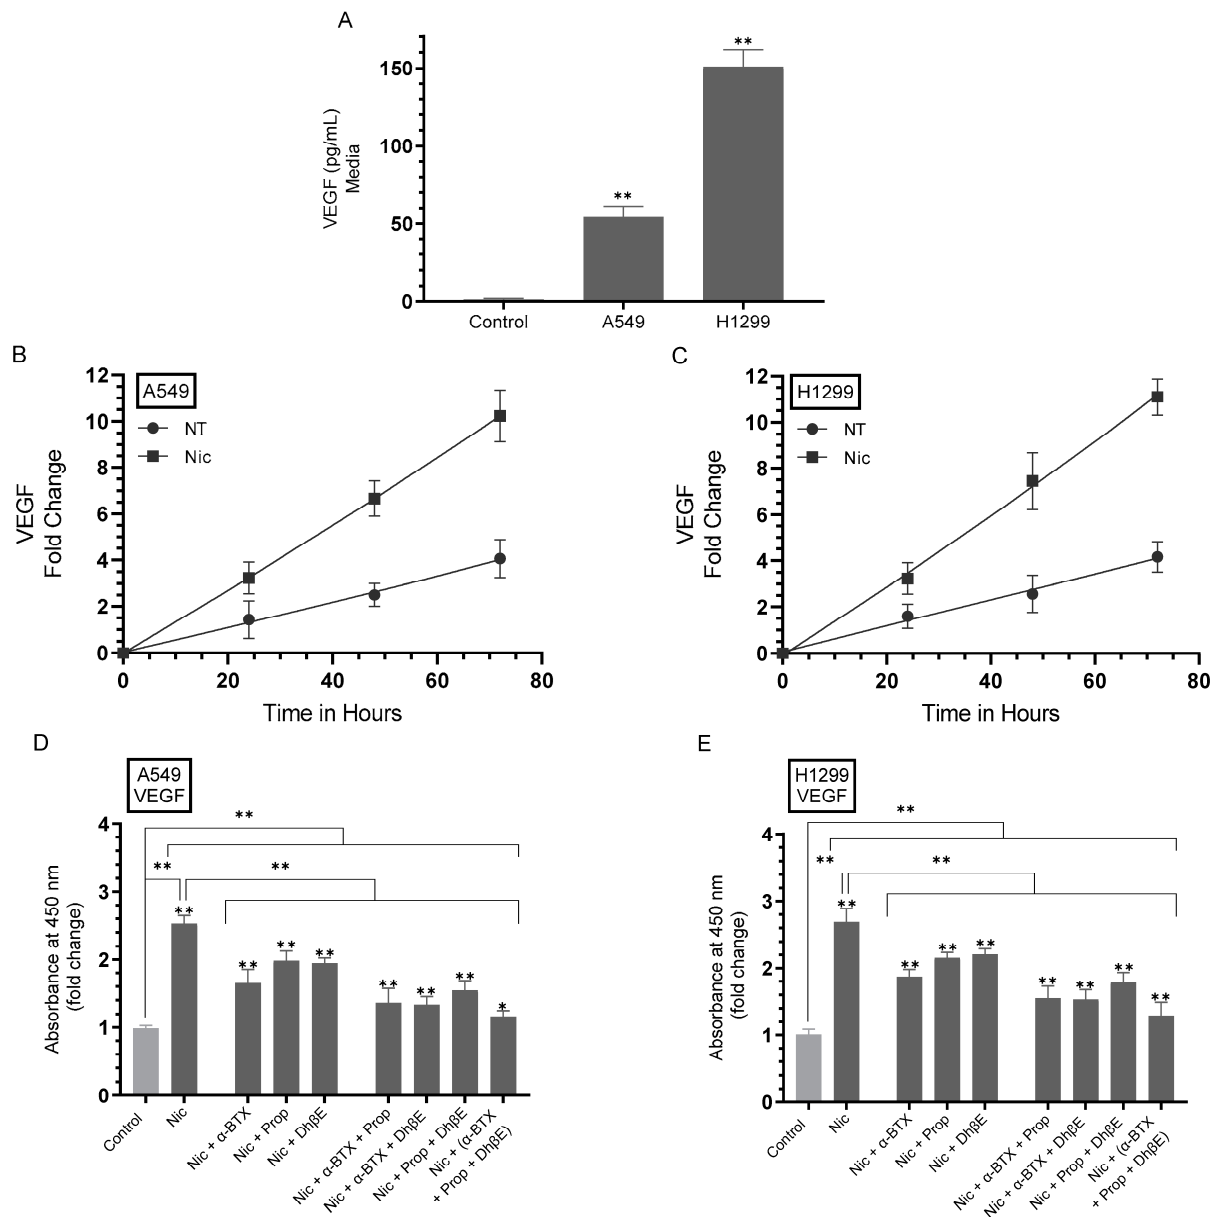 A
VEGF (pg/mL)
Media
150
100
50
0
**
**
Control
A549
H1299
B
A549
NT
Nic
VEGF
Fold Change
12
10
8
6
4
2
0
0
20
40
60
80
Time in Hours
C
H1299
NT
Nic
VEGF
Fold Change
12
10
8
6
4
2
0
0
20
40
60
80
Time in Hours
D
A549
VEGF
Absorbance at 450 nm
(fold change)
4
3
2
1
0
**
**
**
**
**
**
**
**
**
**
*
Control
Nic
Nic + α-BTX
Nic + Prop
Nic + DhβE
Nic + α-BTX + Prop
Nic + α-BTX + DhβE
Nic + Prop + DhβE
Nic + (α-BTX
+ Prop + DhβE)
E
H1299
VEGF
Absorbance at 450 nm
(fold change)
4
3
2
1
0
**
**
**
**
**
**
**
**
**
**
**
Control
Nic
Nic + α-BTX
Nic + Prop
Nic + DhβE
Nic + α-BTX + Prop
Nic + α-BTX + DhβE
Nic + Prop + DhβE
Nic + (α-BTX
+ Prop + DhβE)